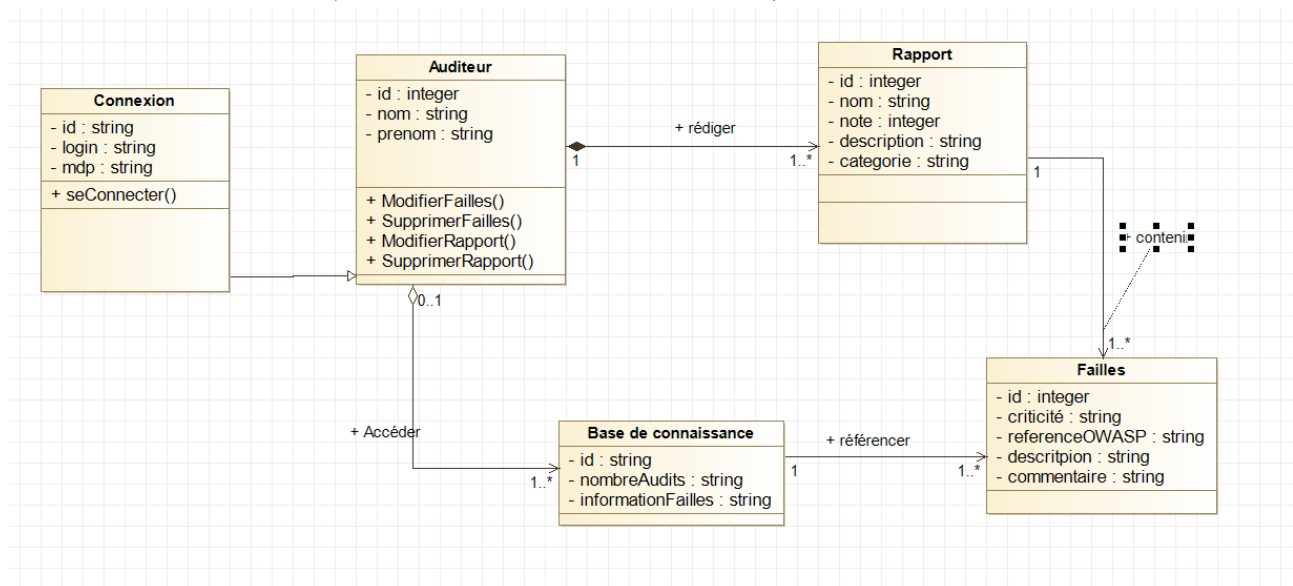 Connexion
- id : string
- login : string
- mdp : string
+ seConnecter()
Auditeur
- id : integer
- nom : string
- prenom : string
+ ModifierFailles()
+ SupprimerFailles()
+ ModifierRapport()
+ SupprimerRapport()
+ rédiger
1
1..*
Rapport
- id : integer
- nom : string
- note : integer
- description : string
- categorie : string
1
+ contenir
1..*
0..1
+ Accéder
1..*
Base de connaissance
- id : string
- nombreAudits : string
- informationFailles : string
+ référencer
1
1..*
Failles
- id : integer
- criticité : string
- referenceOWASP : string
- descritpion : string
- commentaire : string